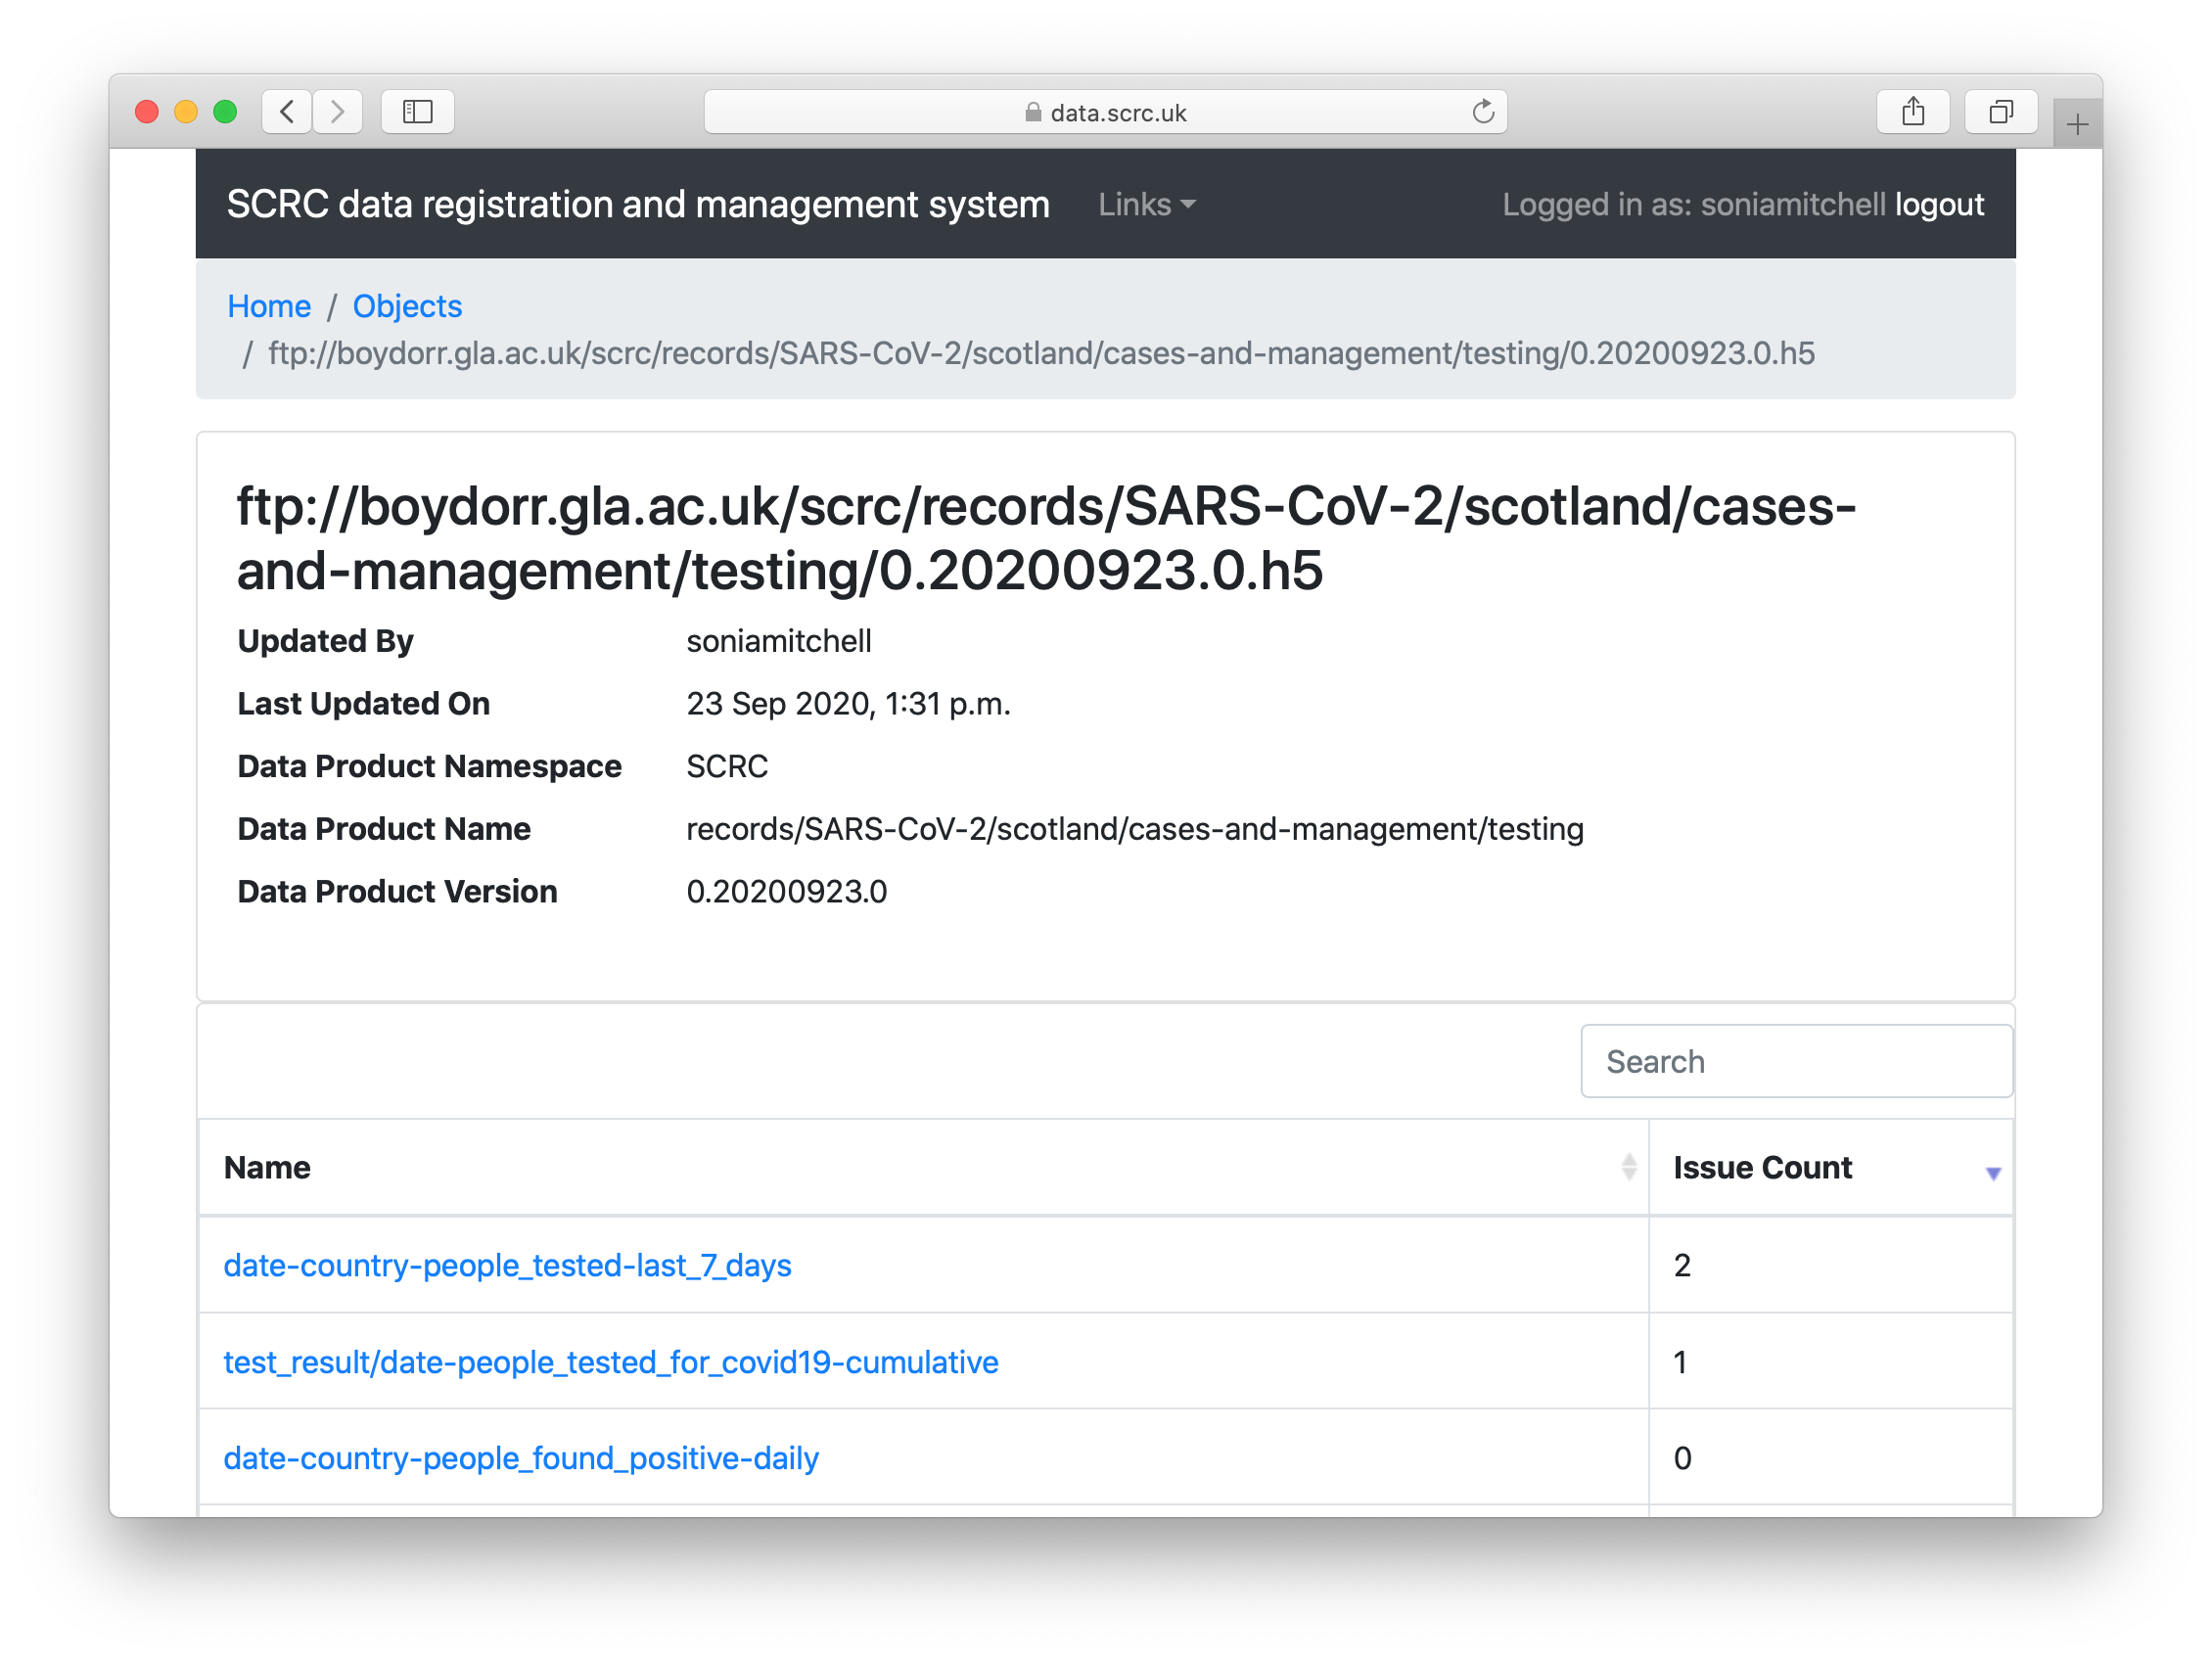 data.scrc.uk
SCRC data registration and management system Links Logged in as: soniamitchell logout
Home / Objects
/ ftp://boydorr.gla.ac.uk/scrc/records/SARS-CoV-2/scotland/cases-and-management/testing/0.20200923.0.h5
ftp://boydorr.gla.ac.uk/scrc/records/SARS-CoV-2/scotland/cases-
and-management/testing/0.20200923.0.h5
Updated By soniamitchell
Last Updated On 23 Sep 2020, 1:31 p.m.
Data Product Namespace SCRC
Data Product Name records/SARS-CoV-2/scotland/cases-and-management/testing
Data Product Version 0.20200923.0
Search
Name Issue Count
date-country-people_tested-last_7_days 2
test_result/date-people_tested_for_covid19-cumulative 1
date-country-people_found_positive-daily 0